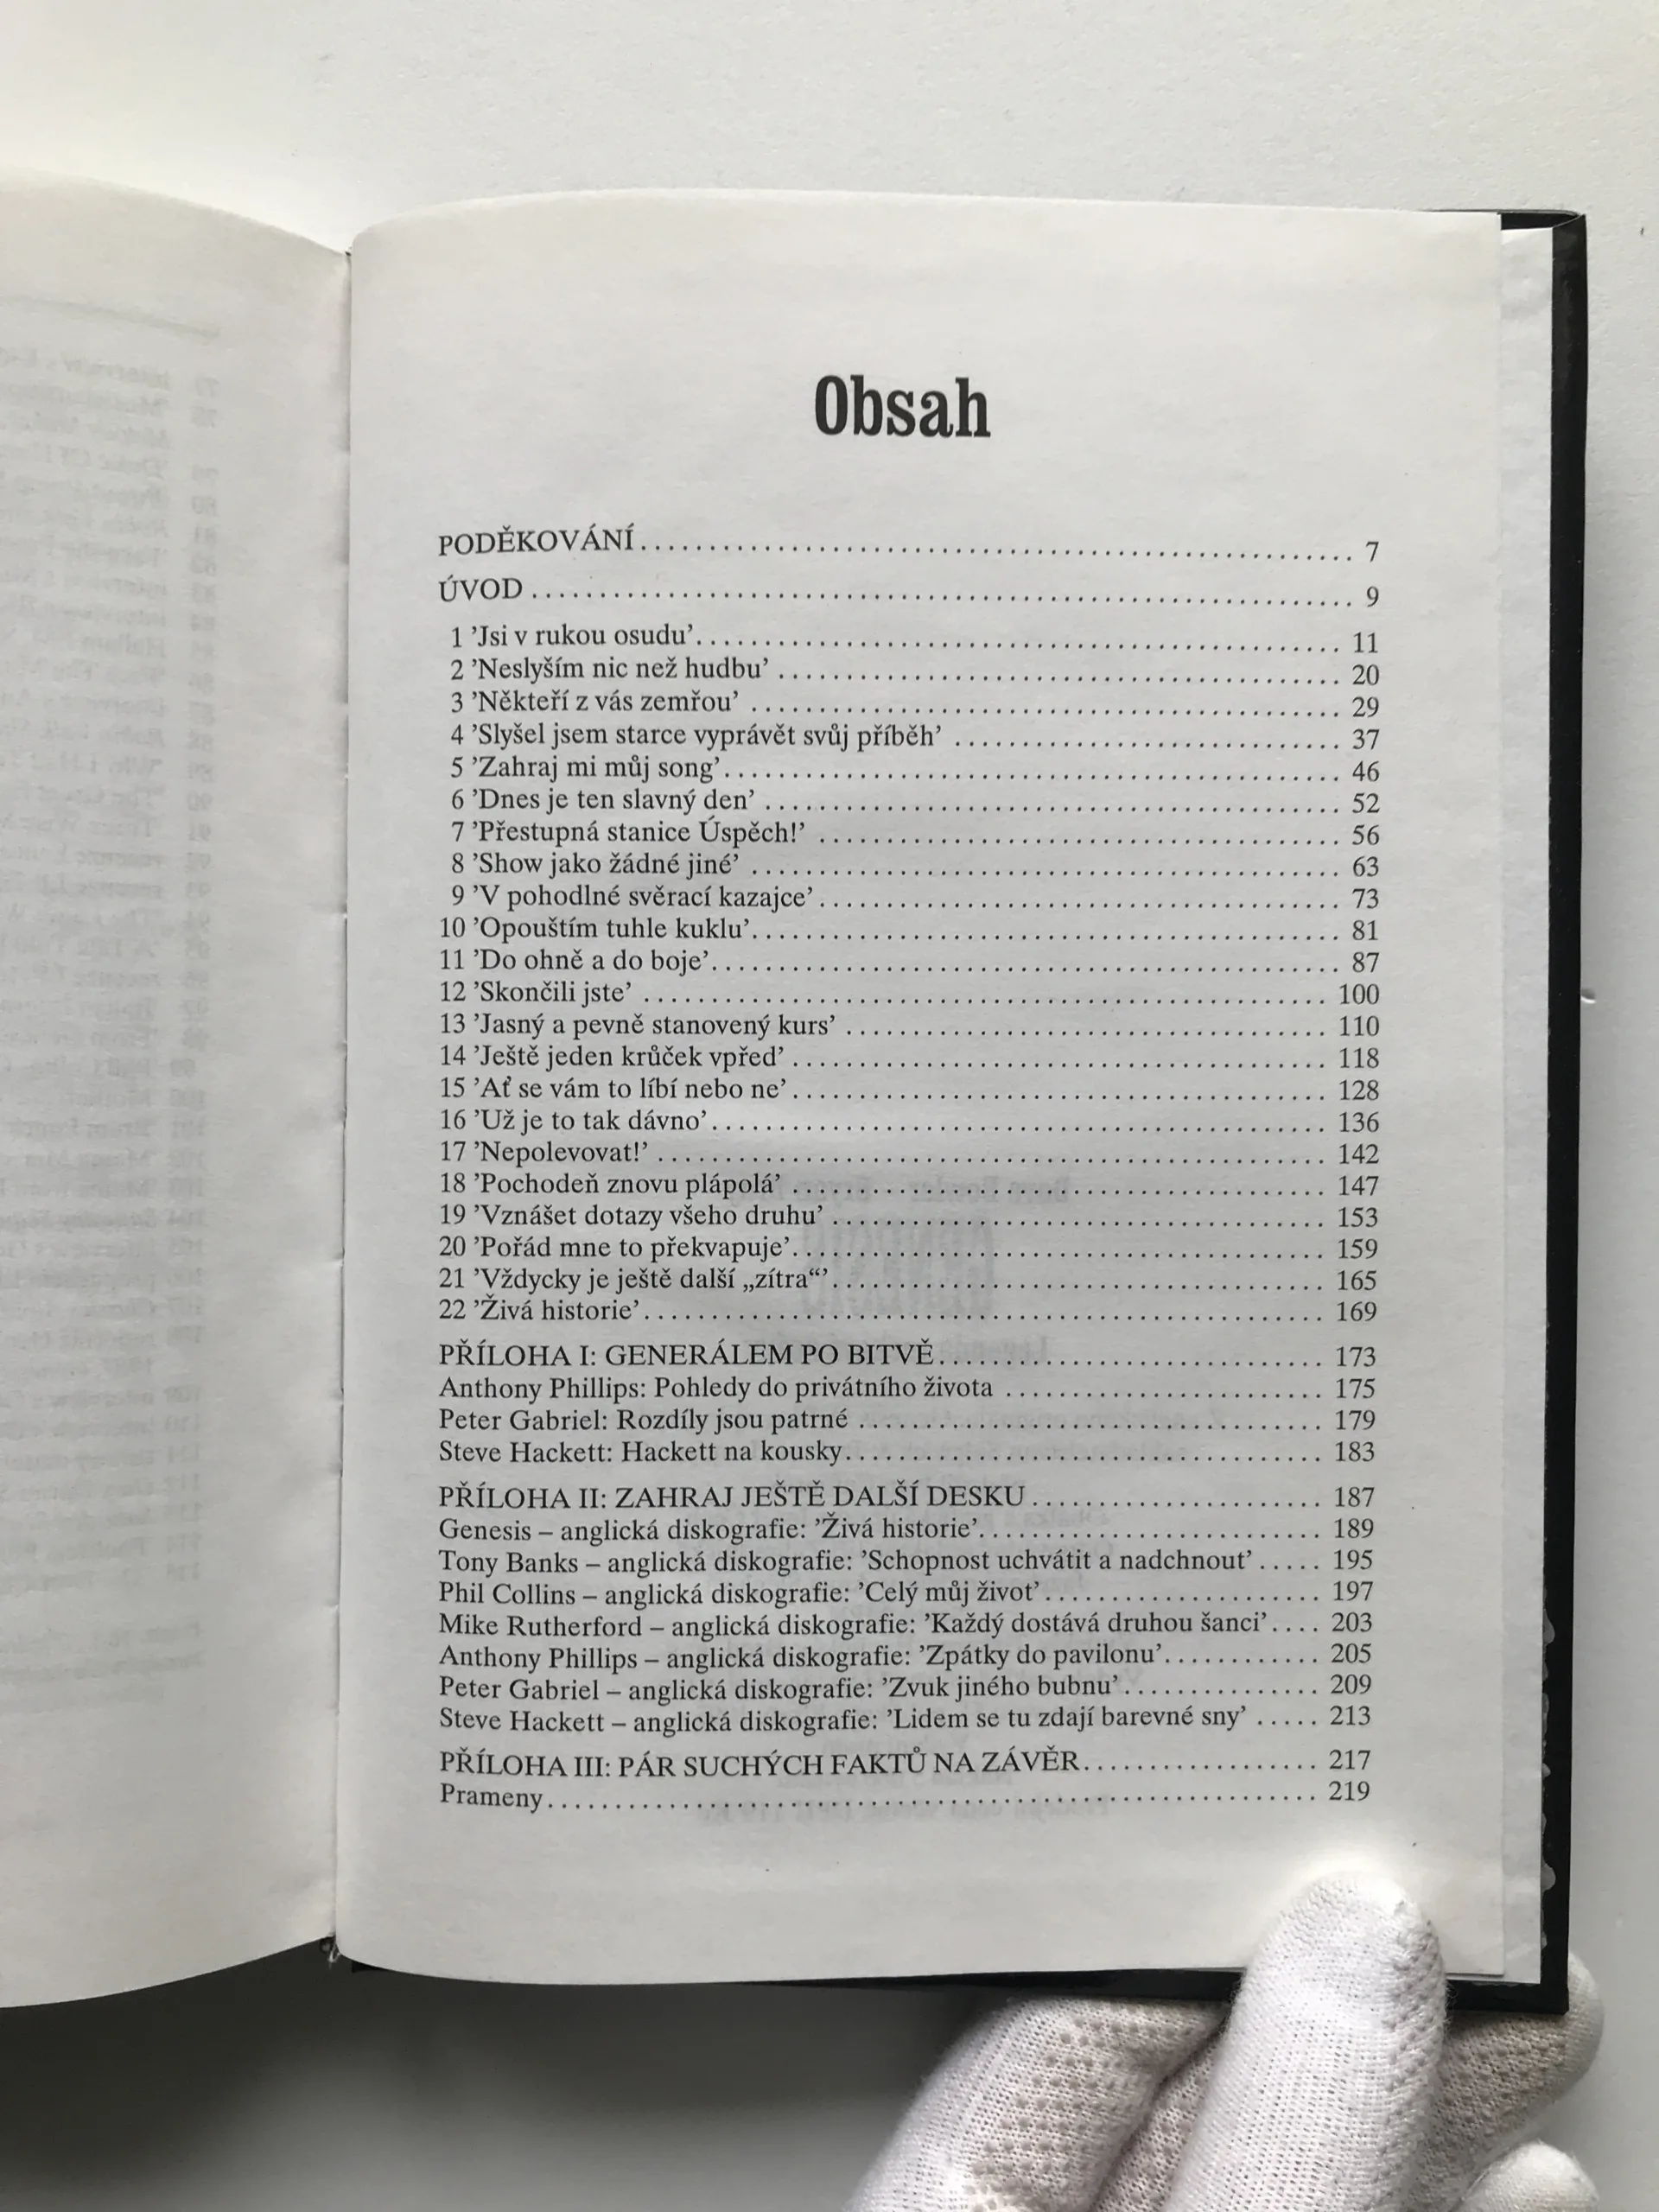 Obsah
PODĚKOVÁNÍ 7
ÚVOD 9
1 ’Jsi v rukou osudu’ 11
2 ’Neslyším nic než hudbu’ 20
3 ’Někteří z vás zemřou’ 29
4 ’Slyšel jsem starce vyprávět svůj příběh’ 37
5 ’Zahraj mi můj song’ 46
6 ’Dnes je ten slavný den’ 52
7 ’Přestupná stanice Úspěch!’ 56
8 ’Show jako žádné jiné’ 63
9 ’V pohodlné svěrací kazajce’ 73
10 ’Opouštím tuhle kuklu’ 81
11 ’Do ohně a do boje’ 87
12 ’Skončili jste’ 100
13 ’Jasný a pevně stanovený kurs’ 110
14 ’Ještě jeden krůček vpřed’ 118
15 ’Ať se vám to líbí nebo ne’ 128
16 ’Už je to tak dávno’ 136
17 ’Nepolevovat!’ 142
18 ’Pochodeň znovu plápolá’ 147
19 ’Vznášet dotazy všeho druhu’ 153
20 ’Pořád mne to překvapuje’ 159
21 ’Vždycky je ještě další „zítra“’ 165
22 ’Živá historie’ 169
PŘÍLOHA I: GENERÁLEM PO BITVĚ 173
Anthony Phillips: Pohledy do privátního života 175
Peter Gabriel: Rozdíly jsou patrné 179
Steve Hackett: Hackett na kousky 183
PŘÍLOHA II: ZAHRAJ JEŠTĚ DALŠÍ DESKU 187
Genesis – anglická diskografie: ’Živá historie’ 189
Tony Banks – anglická diskografie: ’Schopnost uchvátit a nadchnout’ 195
Phil Collins – anglická diskografie: ’Celý můj život’ 197
Mike Rutherford – anglická diskografie: ’Každý dostává druhou šanci’ 203
Anthony Phillips – anglická diskografie: ’Zpátky do pavilonu’ 205
Peter Gabriel – anglická diskografie: ’Zvuk jiného bubnu’ 209
Steve Hackett – anglická diskografie: ’Lidem se tu zdají barevné sny’ 213
PŘÍLOHA III: PÁR SUCHÝCH FAKTŮ NA ZÁVĚR 217
Prameny 219